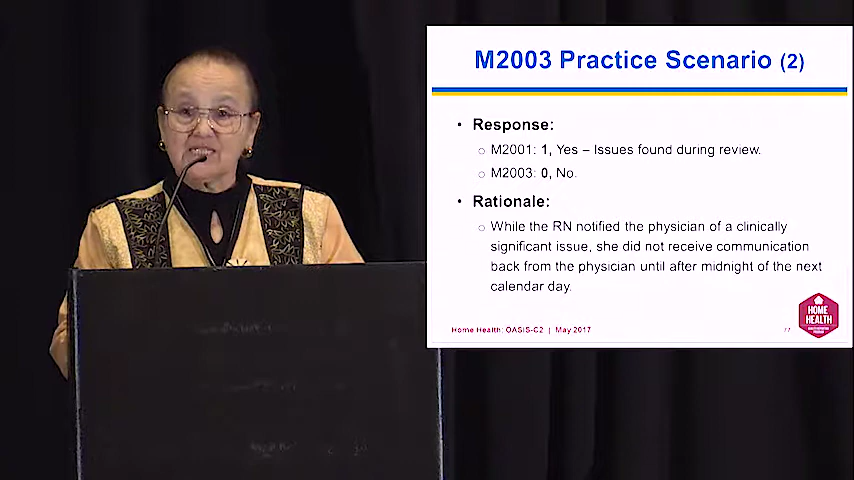 M2003 Practice Scenario (2)
• Response:
○ M2001: 1, Yes – Issues found during review.
○ M2003: 0, No.
• Rationale:
○ While the RN notified the physician of a clinically
significant issue, she did not receive communication
back from the physician until after midnight of the next
calendar day.
HOME
HEALTH
Home Health: OASIS-C2 | May 2017
77